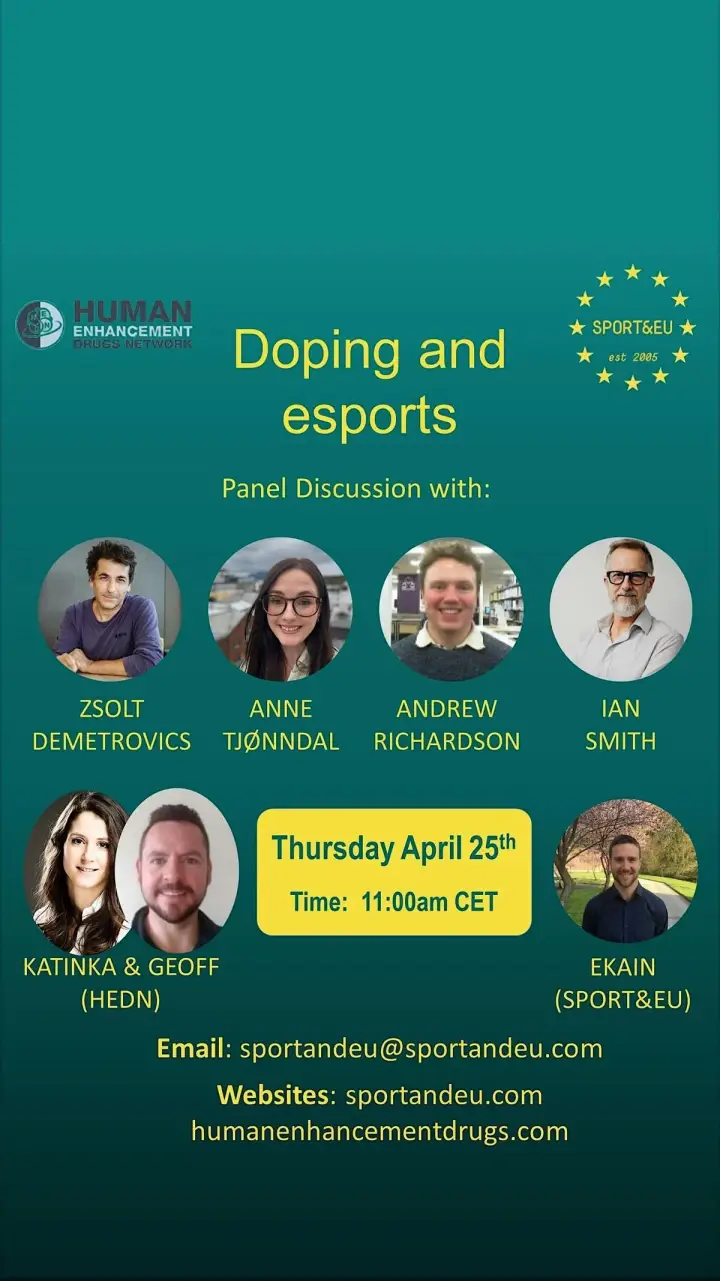 HUMAN
ENHANCEMENT
DRUGS NETWORK
SPORT&EU
est 2005
Doping and
esports
Panel Discussion with:
ZSOLT
DEMETROVICS
ANNE
TJØNNDAL
ANDREW
RICHARDSON
IAN
SMITH
Thursday April 25th
Time: 11:00am CET
KATINKA & GEOFF
(HEDN)
EKAIN
(SPORT&EU)
Email: sportandeu@sportandeu.com
Websites: sportandeu.com
humanenhancementdrugs.com